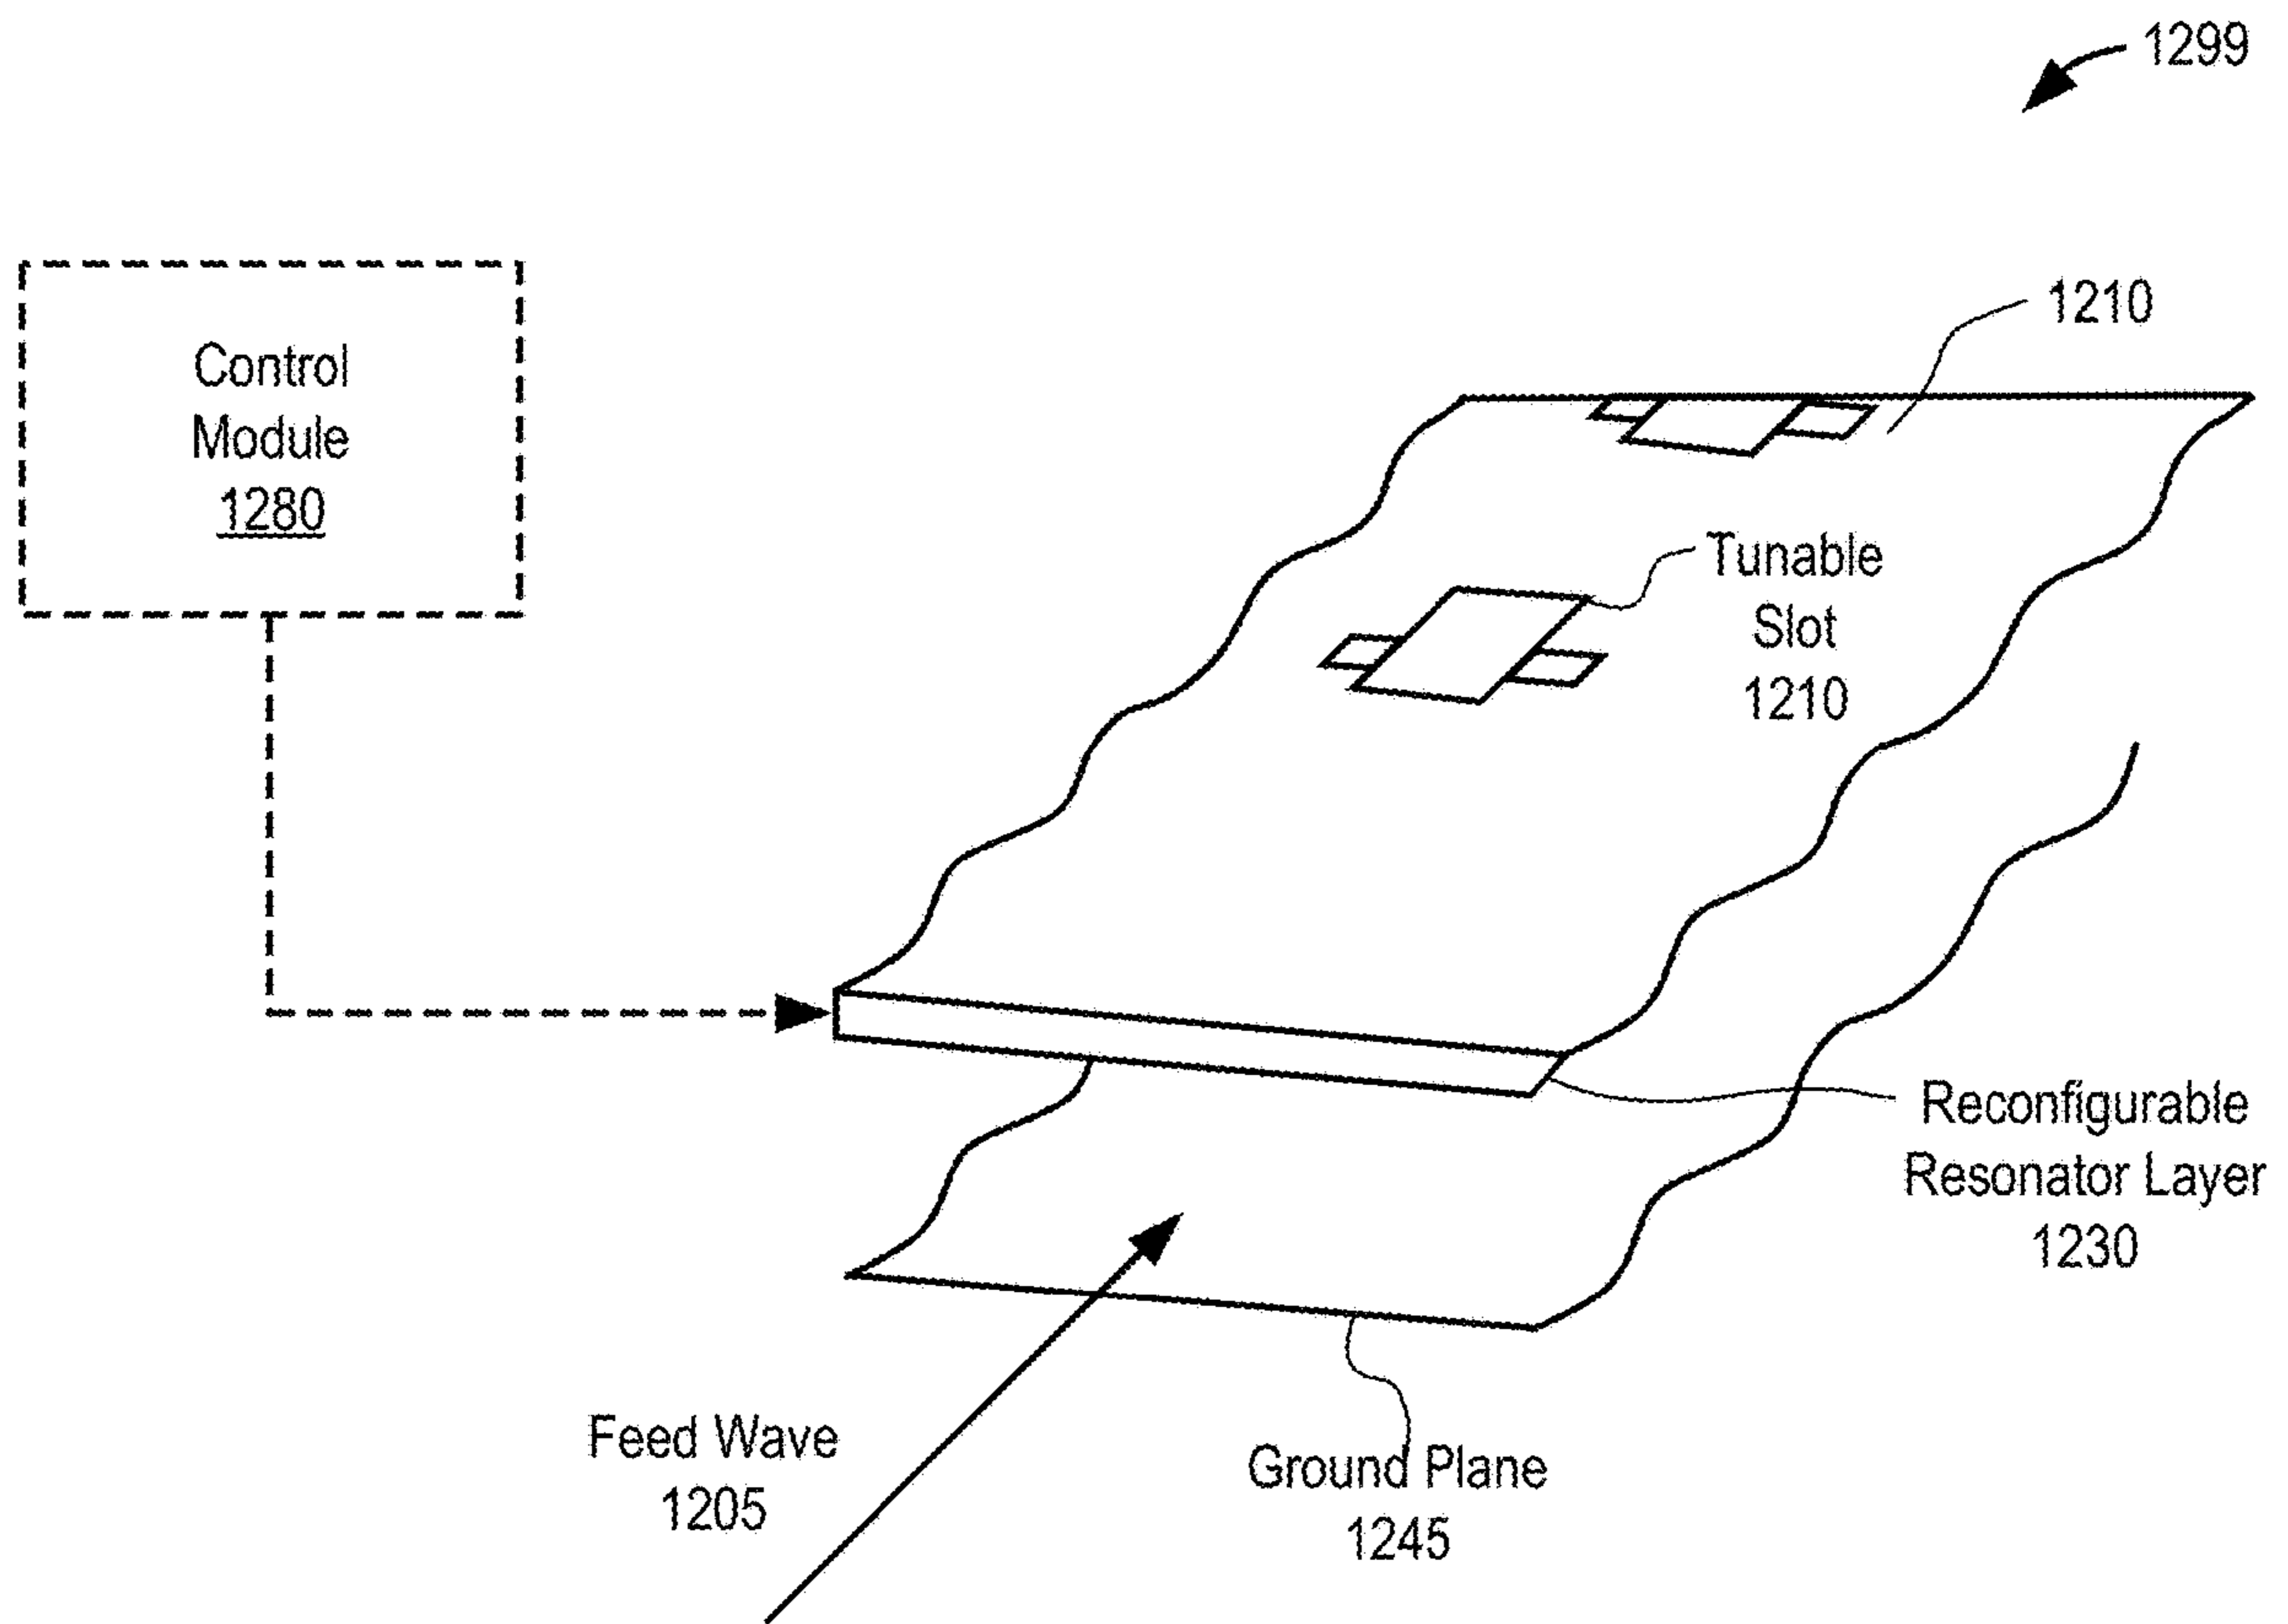 1299
Control
Module
1280
1210
Tunable
Slot
1210
Reconfigurable
Resonator Layer
1230
Feed Wave
1205
Ground Plane
1245